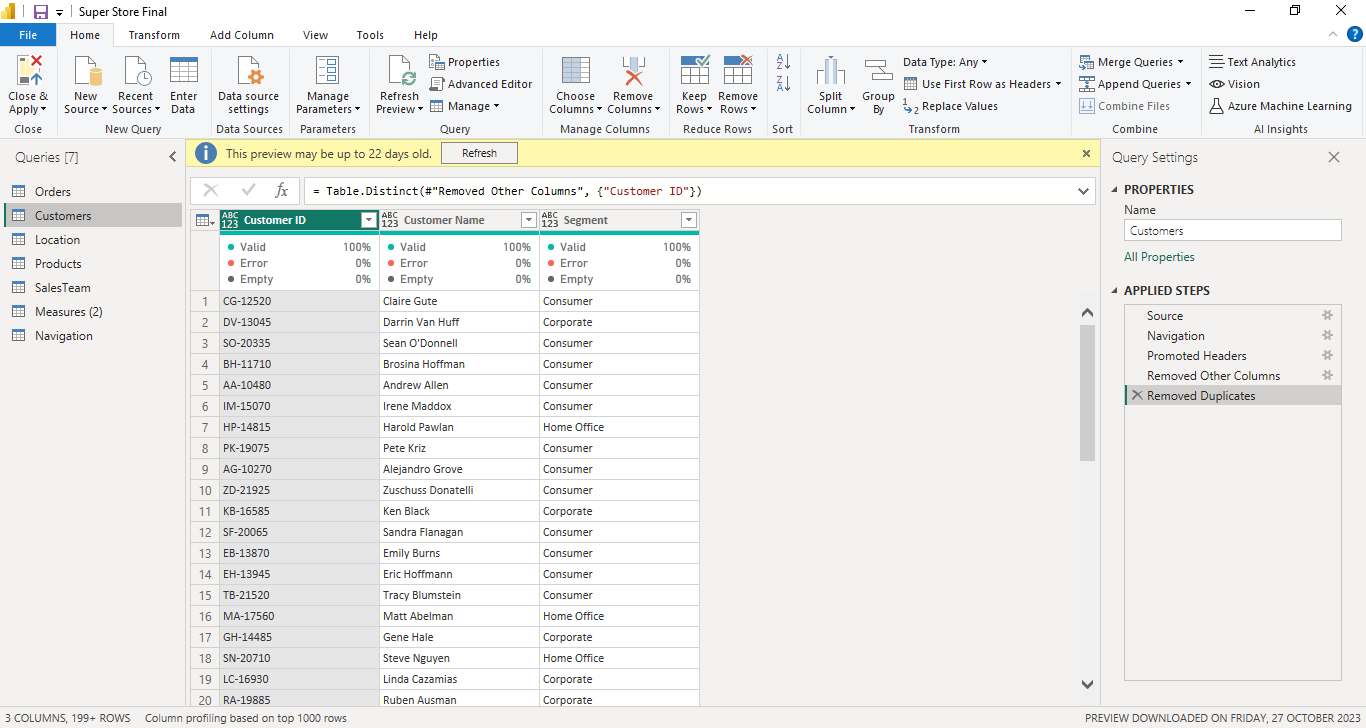 Super Store Final
File Home Transform Add Column View Tools Help
Close & Apply
Close
New Source
Recent Sources
Enter Data
New Query
Data source settings
Data Sources
Manage Parameters
Parameters
Refresh Preview
Properties
Advanced Editor
Manage
Query
Choose Columns
Remove Columns
Manage Columns
Keep Rows
Remove Rows
Reduce Rows
Sort
Split Column
Group By
Data Type: Any
Use First Row as Headers
Replace Values
Transform
Merge Queries
Append Queries
Combine Files
Combine
Text Analytics
Vision
Azure Machine Learning
AI Insights
Queries [7]
Orders
Customers
Location
Products
SalesTeam
Measures (2)
Navigation
This preview may be up to 22 days old. Refresh
fx = Table.Distinct(#"Removed Other Columns", {"Customer ID"})
ABC 123 Customer ID ABC 123 Customer Name ABC 123 Segment
Valid 100% Valid 100% Valid 100%
Error 0% Error 0% Error 0%
Empty 0% Empty 0% Empty 0%
1 CG-12520 Claire Gute Consumer
2 DV-13045 Darrin Van Huff Corporate
3 SO-20335 Sean O'Donnell Consumer
4 BH-11710 Brosina Hoffman Consumer
5 AA-10480 Andrew Allen Consumer
6 IM-15070 Irene Maddox Consumer
7 HP-14815 Harold Pawlan Home Office
8 PK-19075 Pete Kriz Consumer
9 AG-10270 Alejandro Grove Consumer
10 ZD-21925 Zuschuss Donatelli Consumer
11 KB-16585 Ken Black Corporate
12 SF-20065 Sandra Flanagan Consumer
13 EB-13870 Emily Burns Consumer
14 EH-13945 Eric Hoffmann Consumer
15 TB-21520 Tracy Blumstein Consumer
16 MA-17560 Matt Abelman Home Office
17 GH-14485 Gene Hale Corporate
18 SN-20710 Steve Nguyen Home Office
19 LC-16930 Linda Cazamias Corporate
20 RA-19885 Ruben Ausman Corporate
Query Settings
PROPERTIES
Name
Customers
All Properties
APPLIED STEPS
Source
Navigation
Promoted Headers
Removed Other Columns
Removed Duplicates
3 COLUMNS, 199+ ROWS Column profiling based on top 1000 rows PREVIEW DOWNLOADED ON FRIDAY, 27 OCTOBER 2023